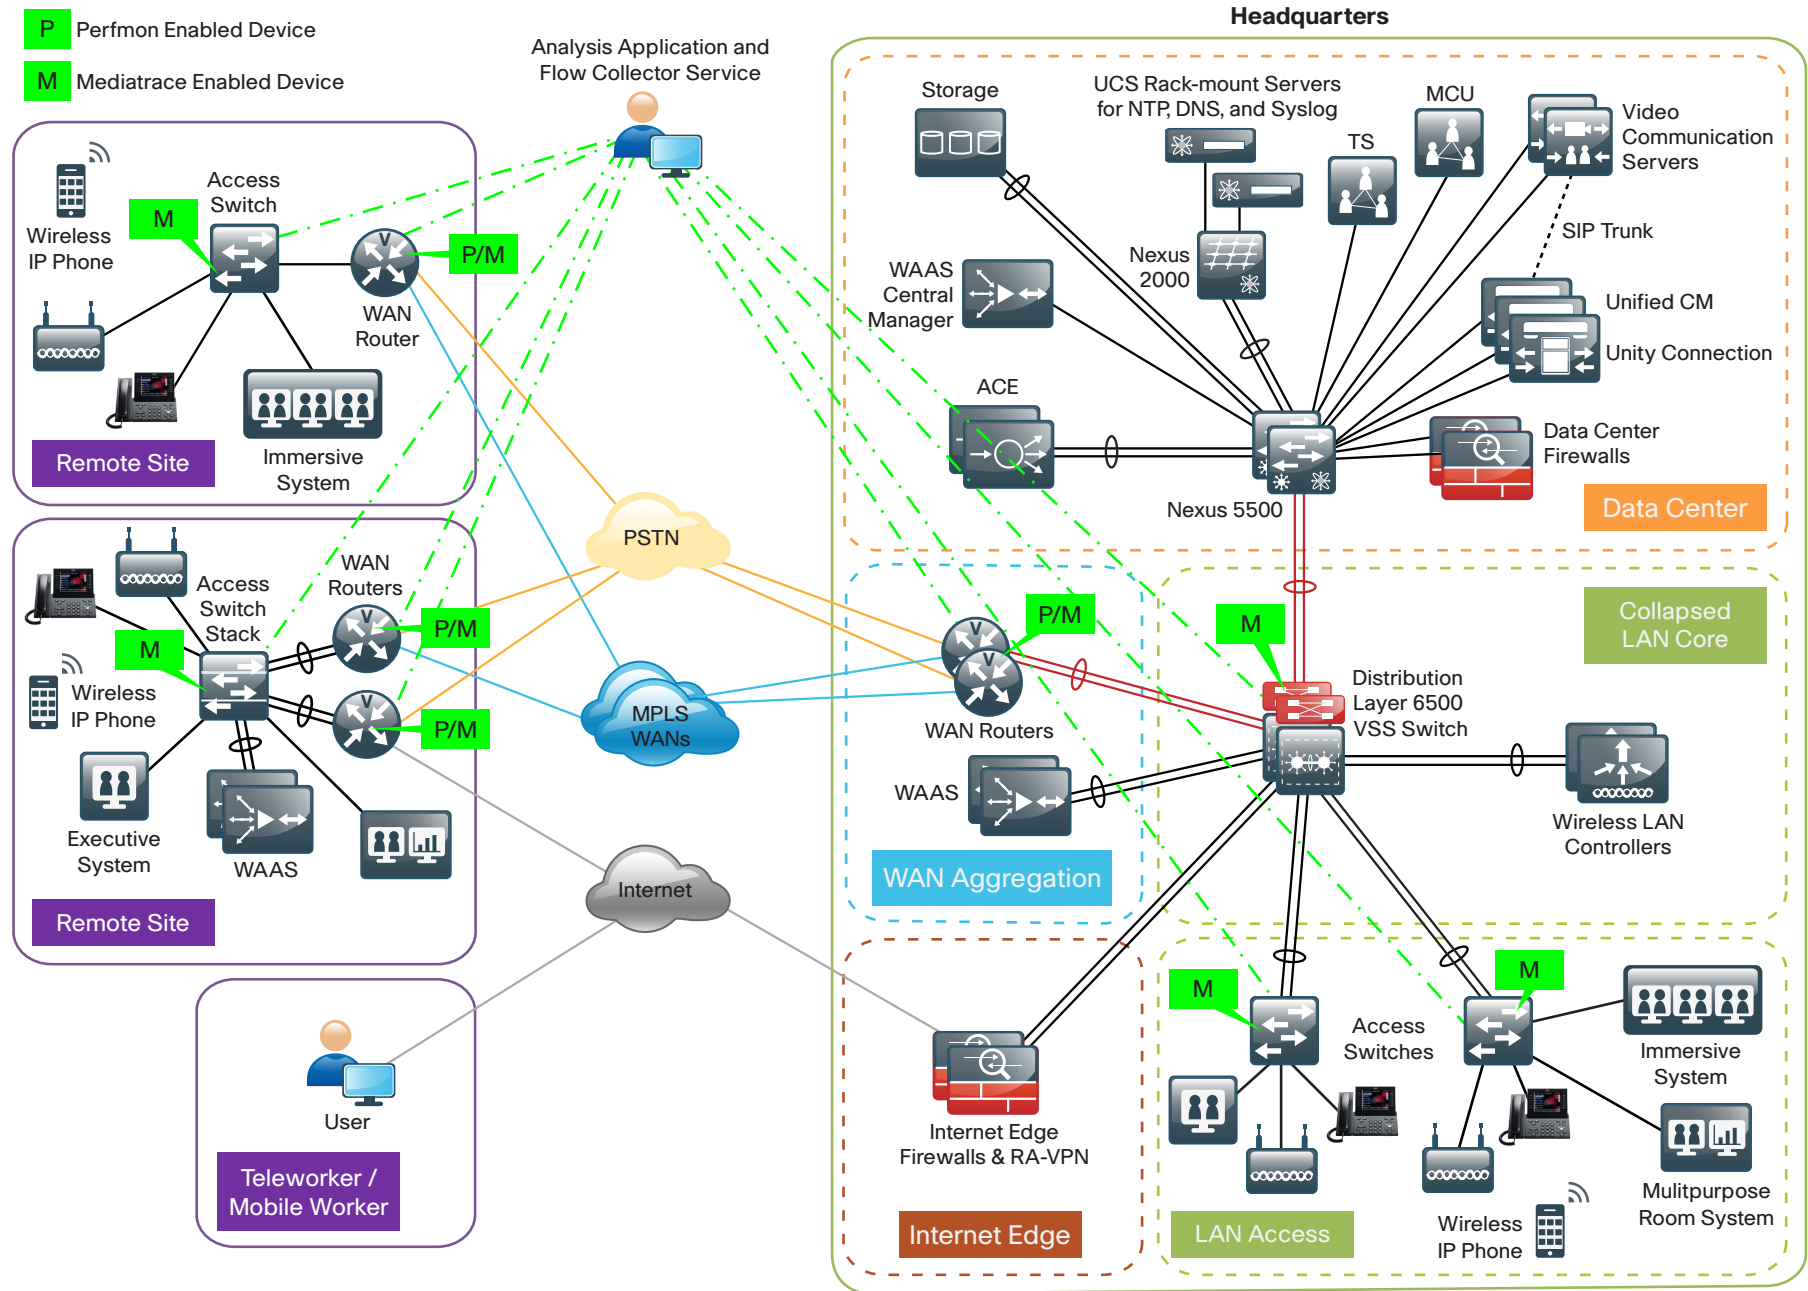 Headquarters
P Perfmon Enabled Device
M Mediatrace Enabled Device
Analysis Application and
Flow Collector Service
Access
Switch
M
Wireless
IP Phone
V
P/M
WAN
Router
Immersive
System
Remote Site
WAN
Routers
Access
Switch
Stack
V
P/M
M
Wireless
IP Phone
V
P/M
Executive
System
WAAS
Remote Site
User
Teleworker /
Mobile Worker
PSTN
MPLS
WANs
Internet
Storage
UCS Rack-mount Servers
for NTP, DNS, and Syslog
MCU
TS
Video
Communication
Servers
SIP Trunk
Nexus
2000
WAAS
Central
Manager
Unified CM
Unity Connection
ACE
Data Center
Firewalls
Nexus 5500
Data Center
P/M
V
V
WAN Routers
WAAS
WAN Aggregation
Collapsed
LAN Core
M
Distribution
Layer 6500
VSS Switch
Wireless LAN
Controllers
Internet Edge
Firewalls & RA-VPN
Internet Edge
M
M
Access
Switches
Immersive
System
Mulitpurpose
Room System
Wireless
IP Phone
LAN Access